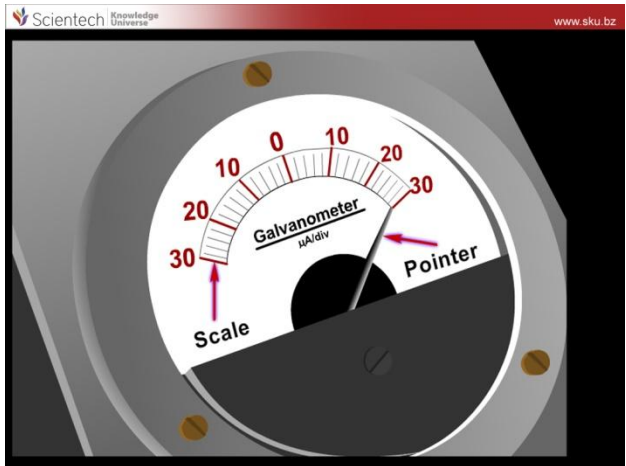 Scientech Knowledge
Universe
www.sku.bz
30 20 10 0 10 20 30
Galvanometer
µA/div
Pointer
Scale